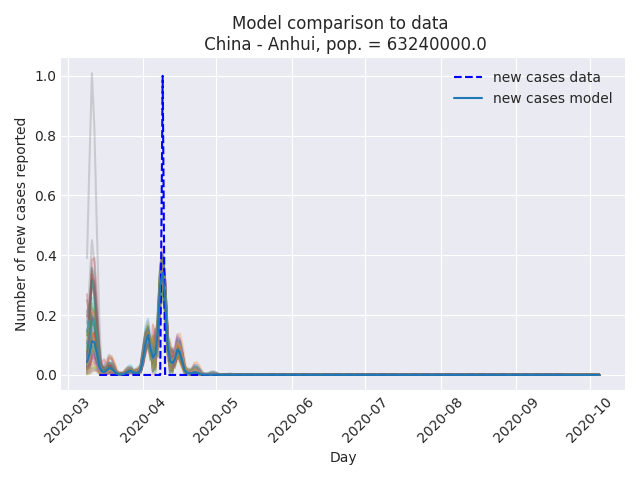 Model comparison to data
China - Anhui, pop. = 63240000.0
new cases data
new cases model
Number of new cases reported
1.0
0.8
0.6
0.4
0.2
0.0
2020-03
2020-04
2020-05
2020-06
2020-07
2020-08
2020-09
2020-10
Day